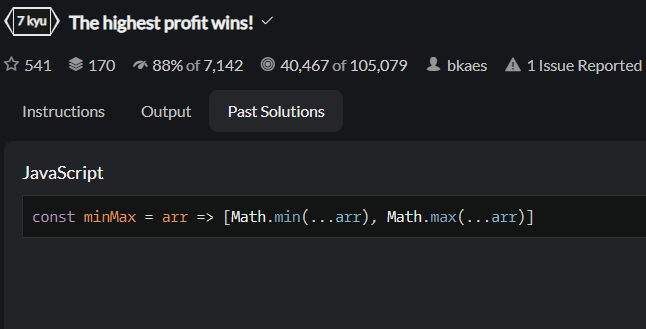 7 kyu The highest profit wins!
541 170 88% of 7,142 40,467 of 105,079 bkaes 1 Issue Reported
Instructions Output Past Solutions
JavaScript
const minMax = arr => [Math.min(...arr), Math.max(...arr)]